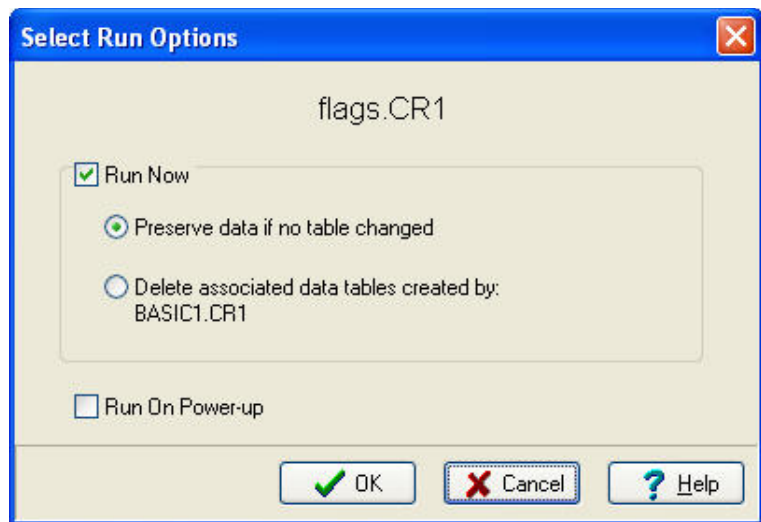 Select Run Options
flags.CR1
Run Now
Preserve data if no table changed
Delete associated data tables created by:
BASIC1.CR1
Run On Power-up
OK Cancel Help